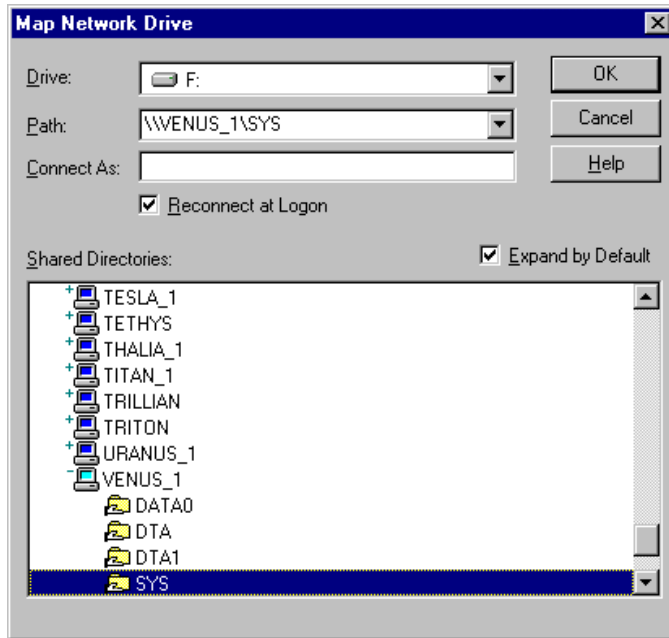 Map Network Drive
Drive: F: OK
Path: \\VENUS_1\SYS Cancel
Connect As: Help
Reconnect at Logon
Shared Directories: Expand by Default
TESLA_1
TETHYS
THALIA_1
TITAN_1
TRILLIAN
TRITON
URANUS_1
VENUS_1
DATA0
DTA
DTA1
SYS